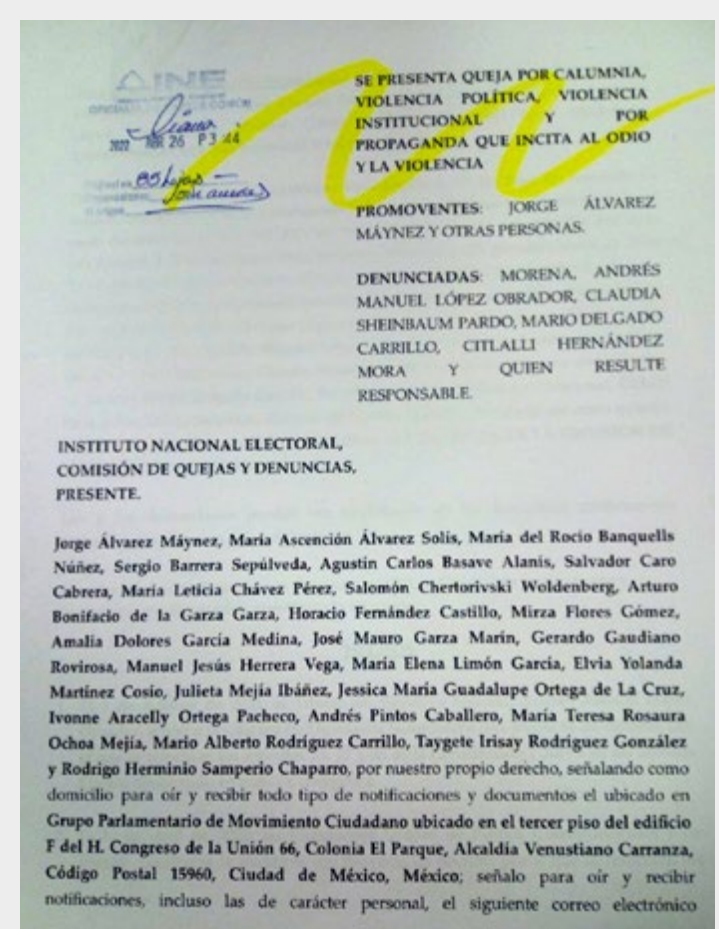 INE
2022 ABR 26 P 3:44
85 hojas
SE PRESENTA QUEJA POR CALUMNIA,
VIOLENCIA POLÍTICA, VIOLENCIA
INSTITUCIONAL Y POR
PROPAGANDA QUE INCITA AL ODIO
Y LA VIOLENCIA
PROMOVENTES: JORGE ÁLVAREZ
MÁYNEZ Y OTRAS PERSONAS.
DENUNCIADAS: MORENA, ANDRÉS
MANUEL LÓPEZ OBRADOR, CLAUDIA
SHEINBAUM PARDO, MARIO DELGADO
CARRILLO, CITLALLI HERNÁNDEZ
MORA Y QUIEN RESULTE
RESPONSABLE.
INSTITUTO NACIONAL ELECTORAL,
COMISIÓN DE QUEJAS Y DENUNCIAS,
PRESENTE.
Jorge Álvarez Máynez, María Ascención Álvarez Solís, María del Rocío Banquells
Núñez, Sergio Barrera Sepúlveda, Agustín Carlos Basave Alanís, Salvador Caro
Cabrera, María Leticia Chávez Pérez, Salomón Chertorivski Woldenberg, Arturo
Bonifacio de la Garza Garza, Horacio Fernández Castillo, Mirza Flores Gómez,
Amalia Dolores García Medina, José Mauro Garza Marín, Gerardo Gaudiano
Rovirosa, Manuel Jesús Herrera Vega, María Elena Limón García, Elvia Yolanda
Martínez Cosío, Julieta Mejía Ibáñez, Jessica María Guadalupe Ortega de La Cruz,
Ivonne Aracelly Ortega Pacheco, Andrés Pintos Caballero, María Teresa Rosaura
Ochoa Mejía, Mario Alberto Rodríguez Carrillo, Taygete Irisay Rodríguez González
y Rodrigo Herminio Samperio Chaparro, por nuestro propio derecho, señalando como
domicilio para oír y recibir todo tipo de notificaciones y documentos el ubicado en
Grupo Parlamentario de Movimiento Ciudadano ubicado en el tercer piso del edificio
F del H. Congreso de la Unión 66, Colonia El Parque, Alcaldía Venustiano Carranza,
Código Postal 15960, Ciudad de México, México; señalo para oír y recibir
notificaciones, incluso las de carácter personal, el siguiente correo electrónico